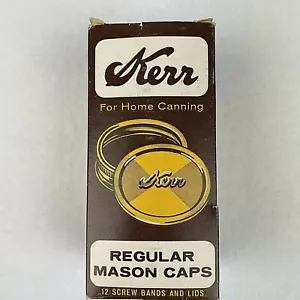 Kerr
For Home Canning
Kerr
REGULAR
MASON CAPS
12 SCREW BANDS AND LIDS